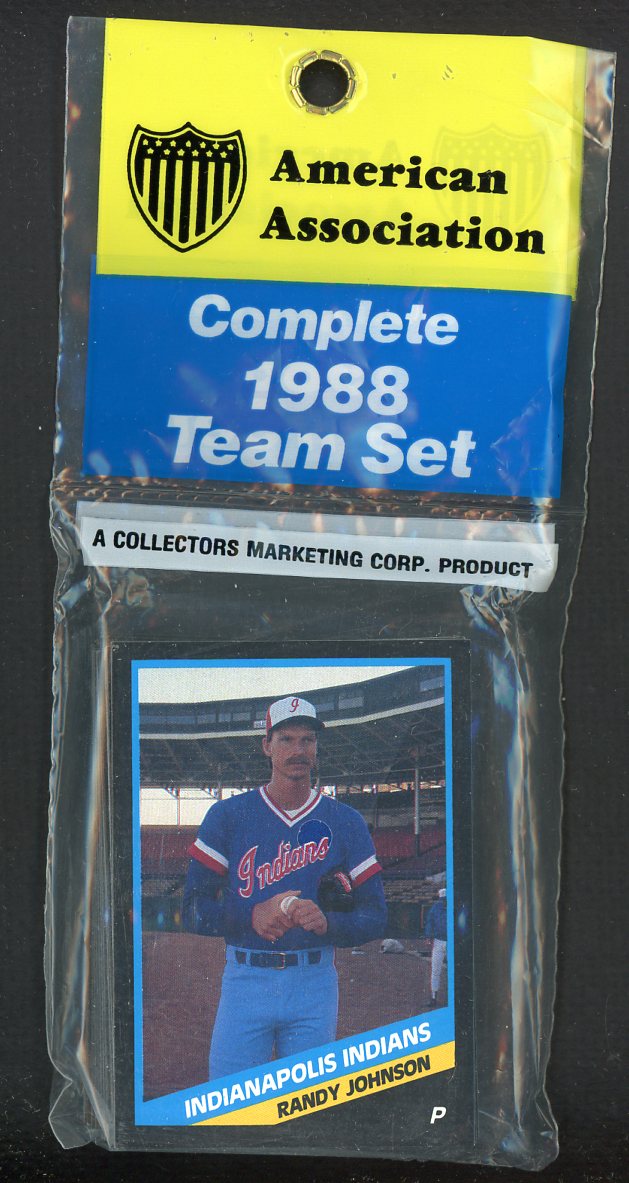 American
Association
Complete
1988
Team Set
A COLLECTORS MARKETING CORP. PRODUCT
I
Indians
INDIANAPOLIS INDIANS
RANDY JOHNSON
P